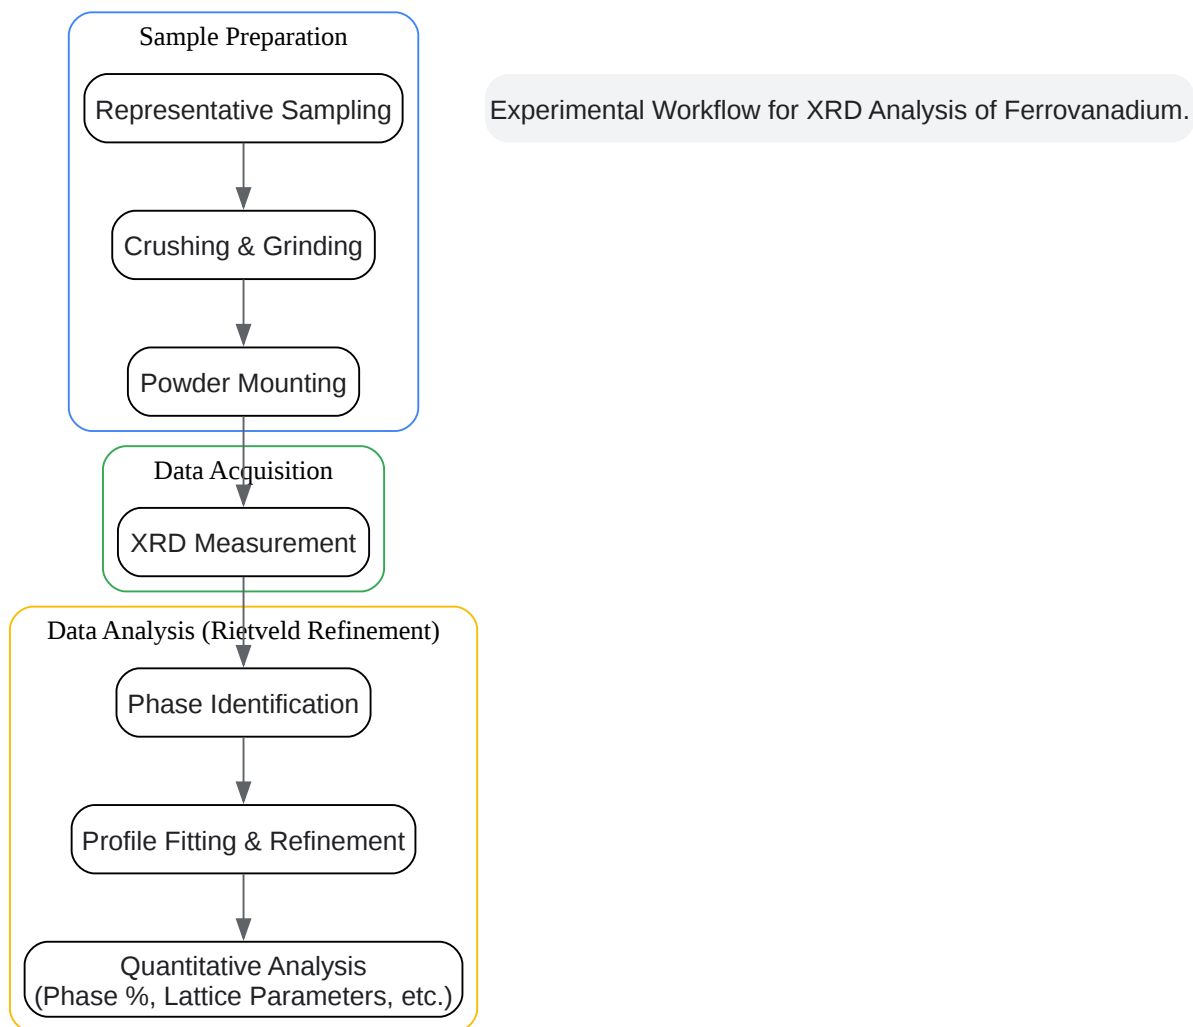 Sample Preparation
Representative Sampling
Experimental Workflow for XRD Analysis of Ferrovanadium.
Crushing & Grinding
Powder Mounting
Data Acquisition
XRD Measurement
Data Analysis (Rietveld Refinement)
Phase Identification
Profile Fitting & Refinement
Quantitative Analysis
(Phase %, Lattice Parameters, etc.)